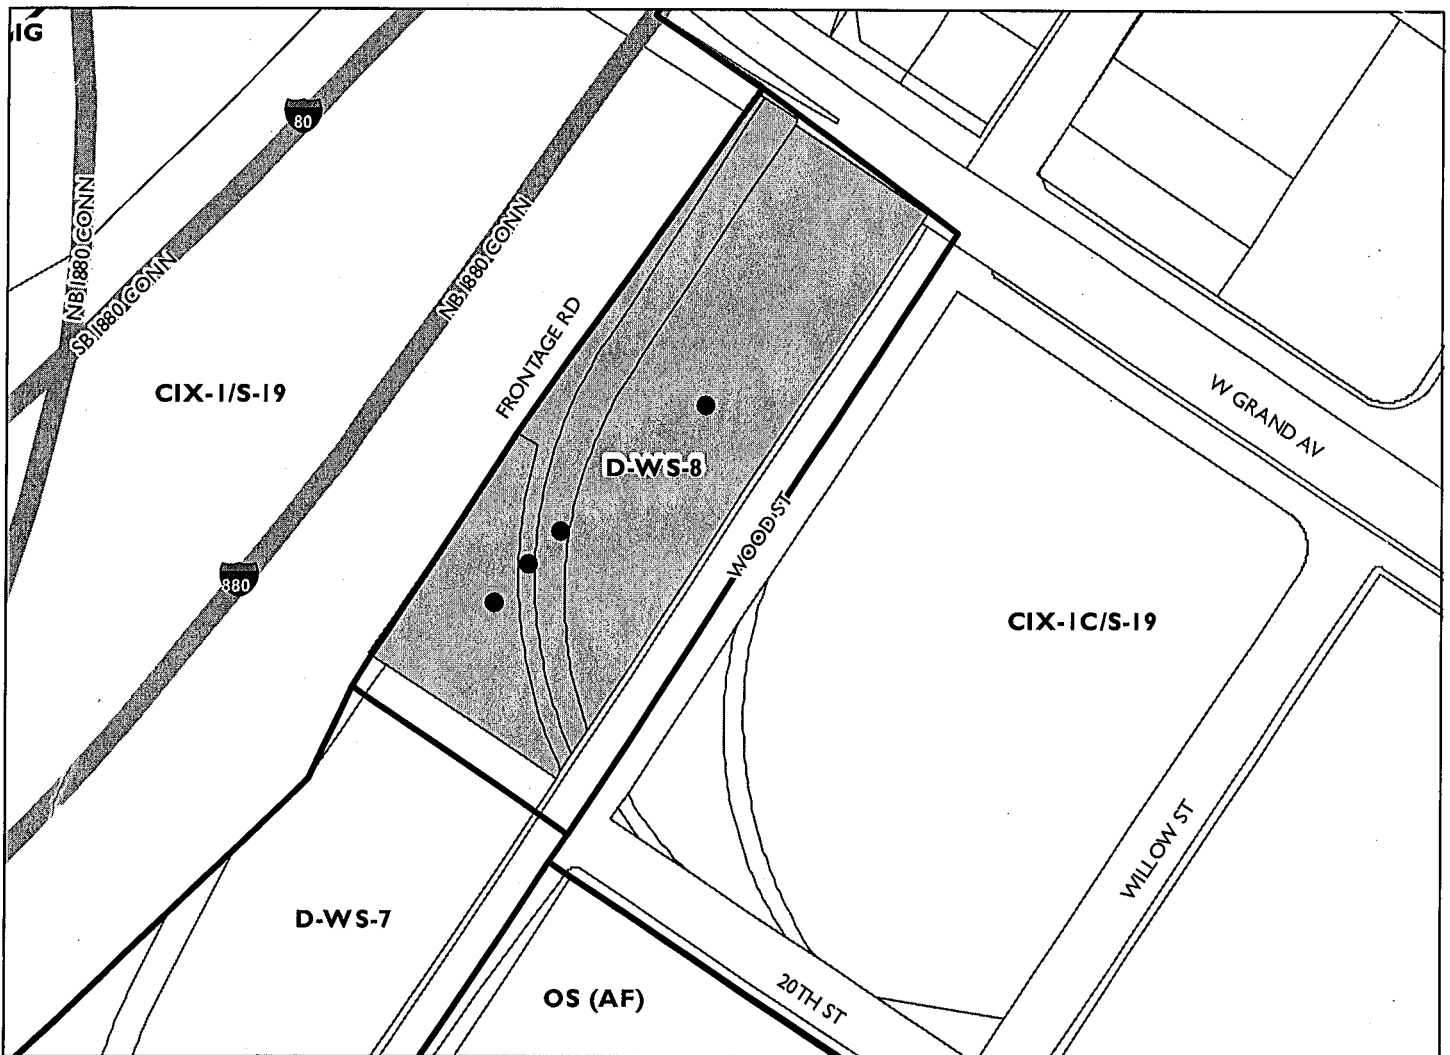 IG
80
NB I880 CONN
SB I880 CONN
NB I880 CONN
FRONTAGE RD
CIX-1/S-19
W GRAND AV
D-WS-8
WOOD ST
880
CIX-1C/S-19
WILLOW ST
D-WS-7
20TH ST
OS (AF)